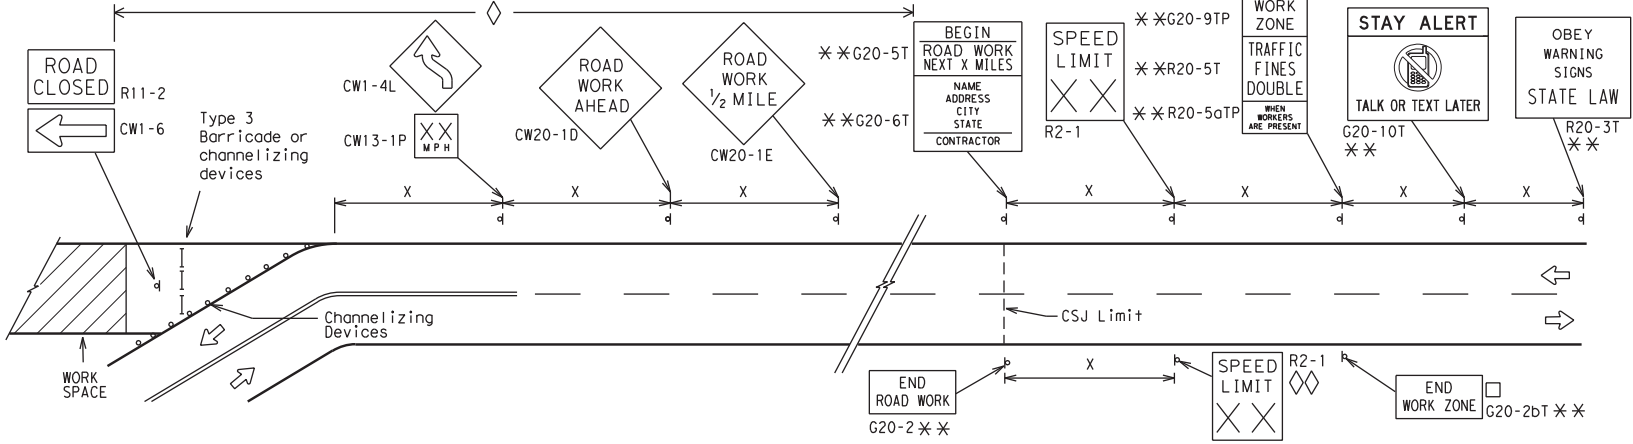 ROAD
CLOSED
R11-2
CW1-6
Type 3
Barricade or
channelizing
devices
CW1-4L
XX
MPH
CW13-1P
ROAD
WORK
AHEAD
CW20-1D
ROAD
WORK
1/2 MILE
CW20-1E
**G20-5T
**G20-6T
BEGIN
ROAD WORK
NEXT X MILES
NAME
ADDRESS
CITY
STATE
CONTRACTOR
SPEED
LIMIT
XX
R2-1
**G20-9TP
**R20-5T
**R20-5aTP
WORK
ZONE
TRAFFIC
FINES
DOUBLE
WHEN
WORKERS
ARE PRESENT
STAY ALERT
TALK OR TEXT LATER
G20-10T
**
OBEY
WARNING
SIGNS
STATE LAW
R20-3T
**
X
X
X
X
X
X
X
Channelizing
Devices
CSJ Limit
WORK
SPACE
X
END
ROAD WORK
G20-2 **
SPEED
LIMIT
XX
R2-1
END
WORK ZONE
G20-2bT **